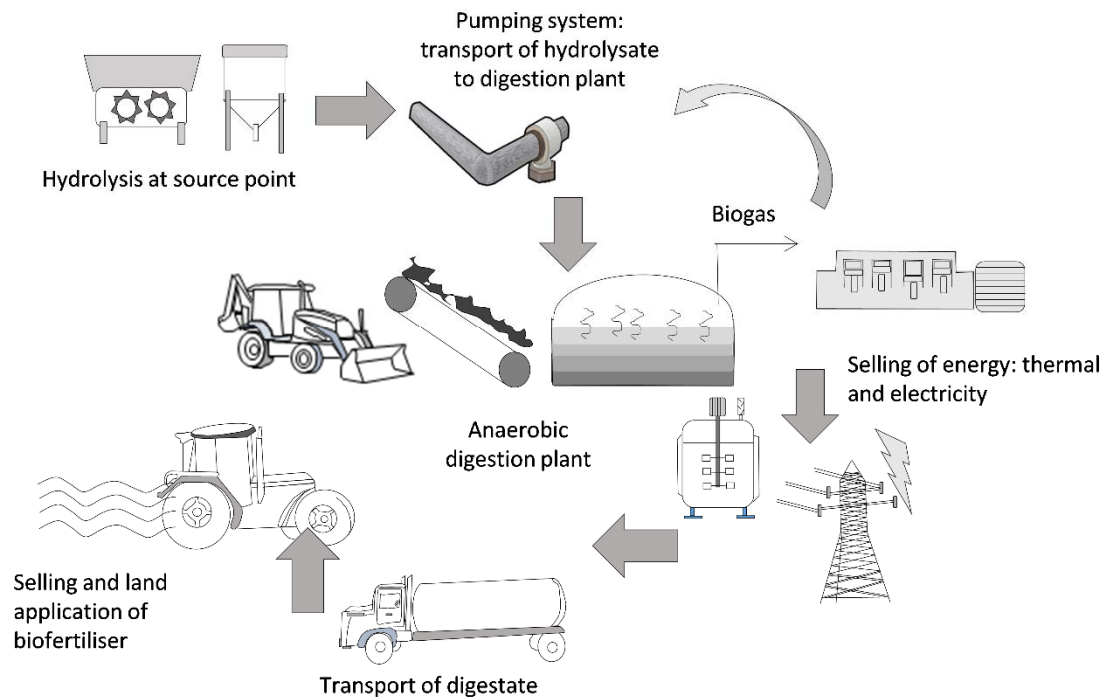 Pumping system:
transport of hydrolysate
to digestion plant
Hydrolysis at source point
Biogas
Selling of energy: thermal
and electricity
Anaerobic
digestion plant
Selling and land
application of
biofertiliser
Transport of digestate